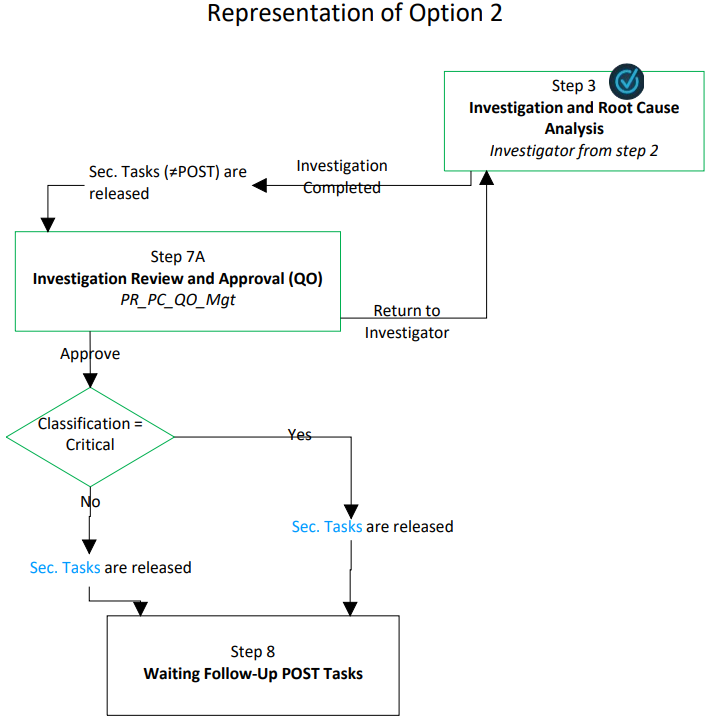 Representation of Option 2
Step 3
Investigation and Root Cause
Analysis
Investigator from step 2
Investigation
Completed
Sec. Tasks (≠POST) are
released
Step 7A
Investigation Review and Approval (QO)
PR_PC_QO_Mgt
Return to
Investigator
Approve
Classification =
Critical
Yes
No
Sec. Tasks are released
Sec. Tasks are released
Step 8
Waiting Follow-Up POST Tasks